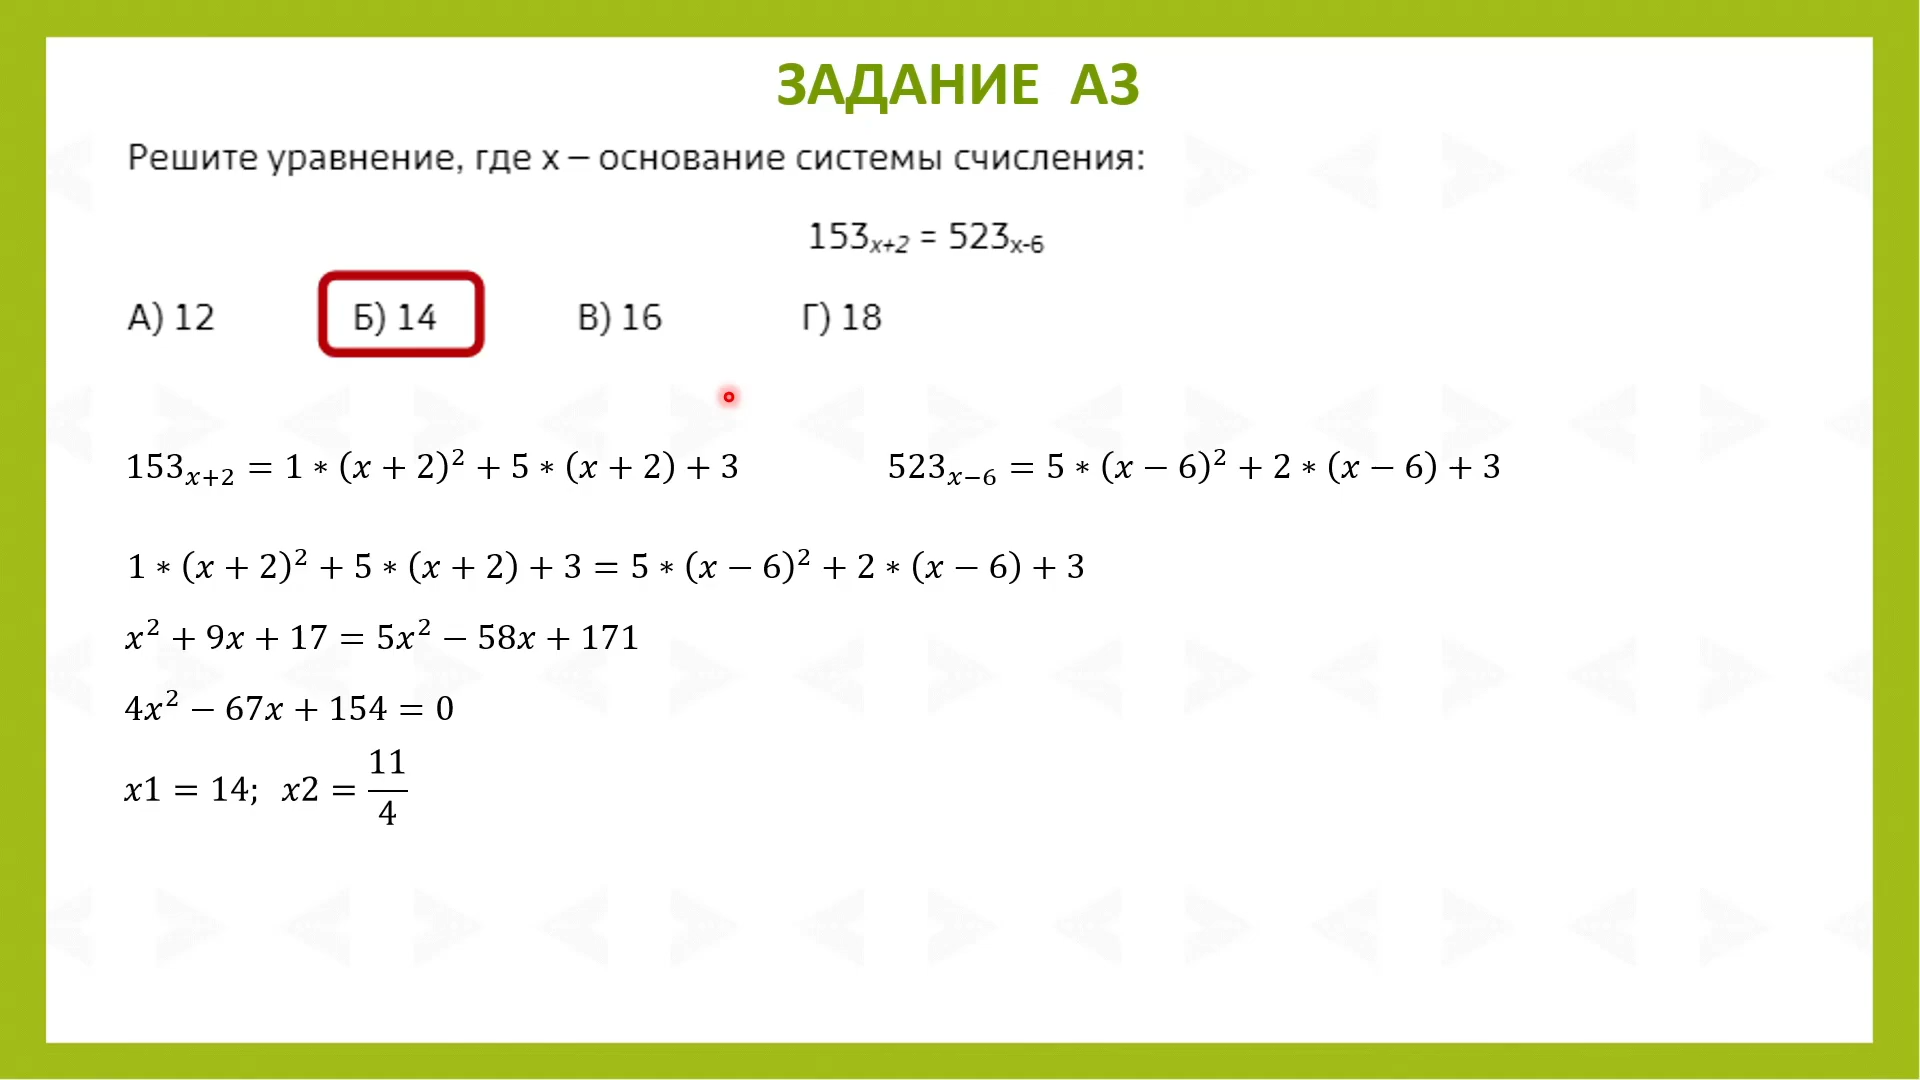 ЗАДАНИЕ А3
Решите уравнение, где х – основание системы счисления:
153ₓ₊₂ = 523ₓ₋₆
А) 12 Б) 14 В) 16 Г) 18
153ₓ₊₂ = 1 ∗ (x + 2)² + 5 ∗ (x + 2) + 3 523ₓ₋₆ = 5 ∗ (x − 6)² + 2 ∗ (x − 6) + 3
1 ∗ (x + 2)² + 5 ∗ (x + 2) + 3 = 5 ∗ (x − 6)² + 2 ∗ (x − 6) + 3
x² + 9x + 17 = 5x² − 58x + 171
4x² − 67x + 154 = 0
x1 = 14; x2 = 11/4